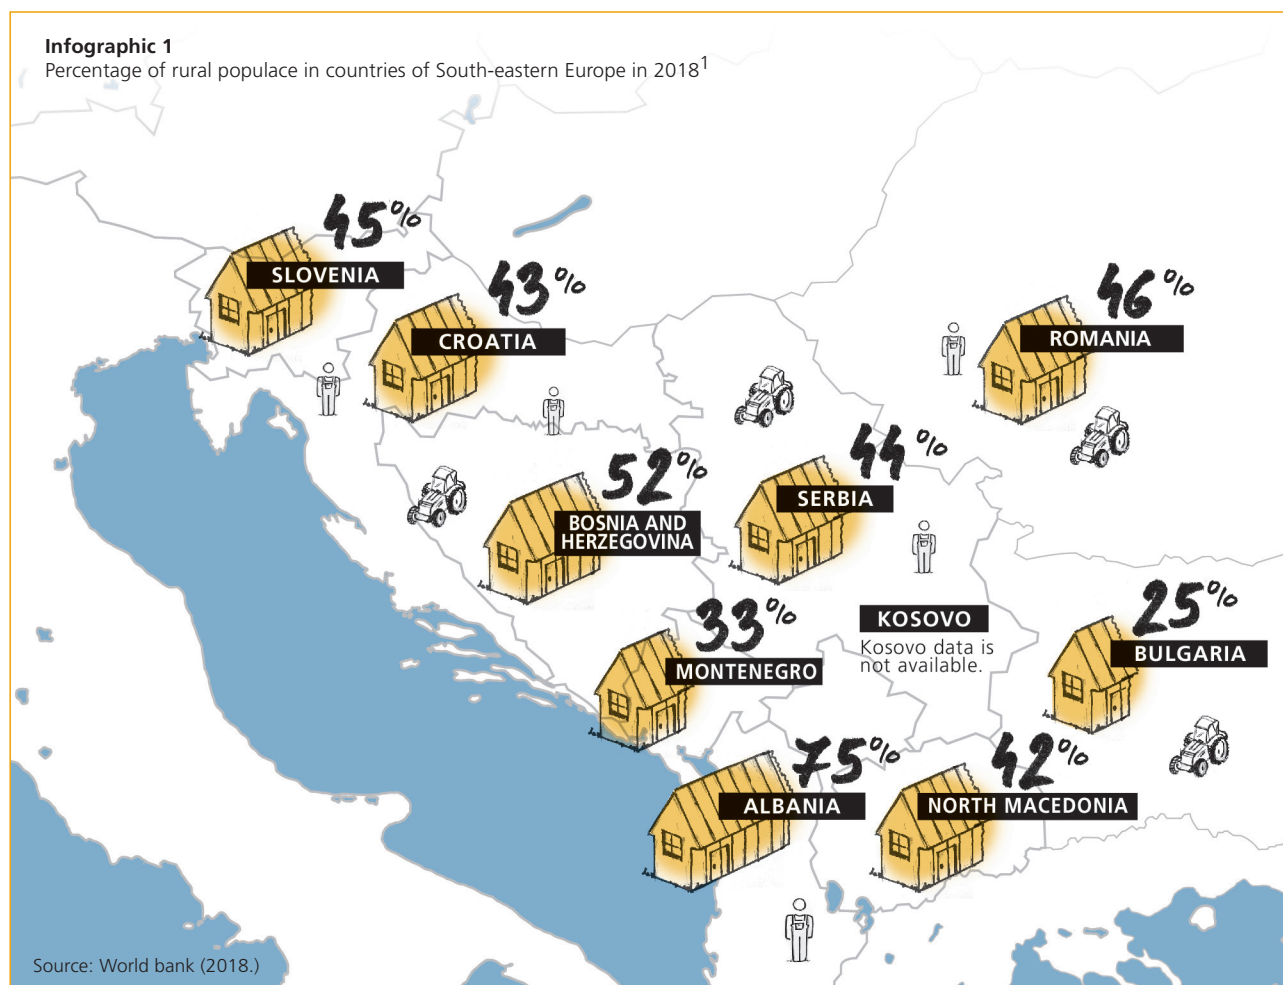 Infographic 1
Percentage of rural populace in countries of South-eastern Europe in 2018¹
45%
SLOVENIA
43%
CROATIA
46%
ROMANIA
52%
BOSNIA AND
HERZEGOVINA
44%
SERBIA
33%
MONTENEGRO
KOSOVO
Kosovo data is
not available.
25%
BULGARIA
75%
ALBANIA
42%
NORTH MACEDONIA
Source: World bank (2018.)